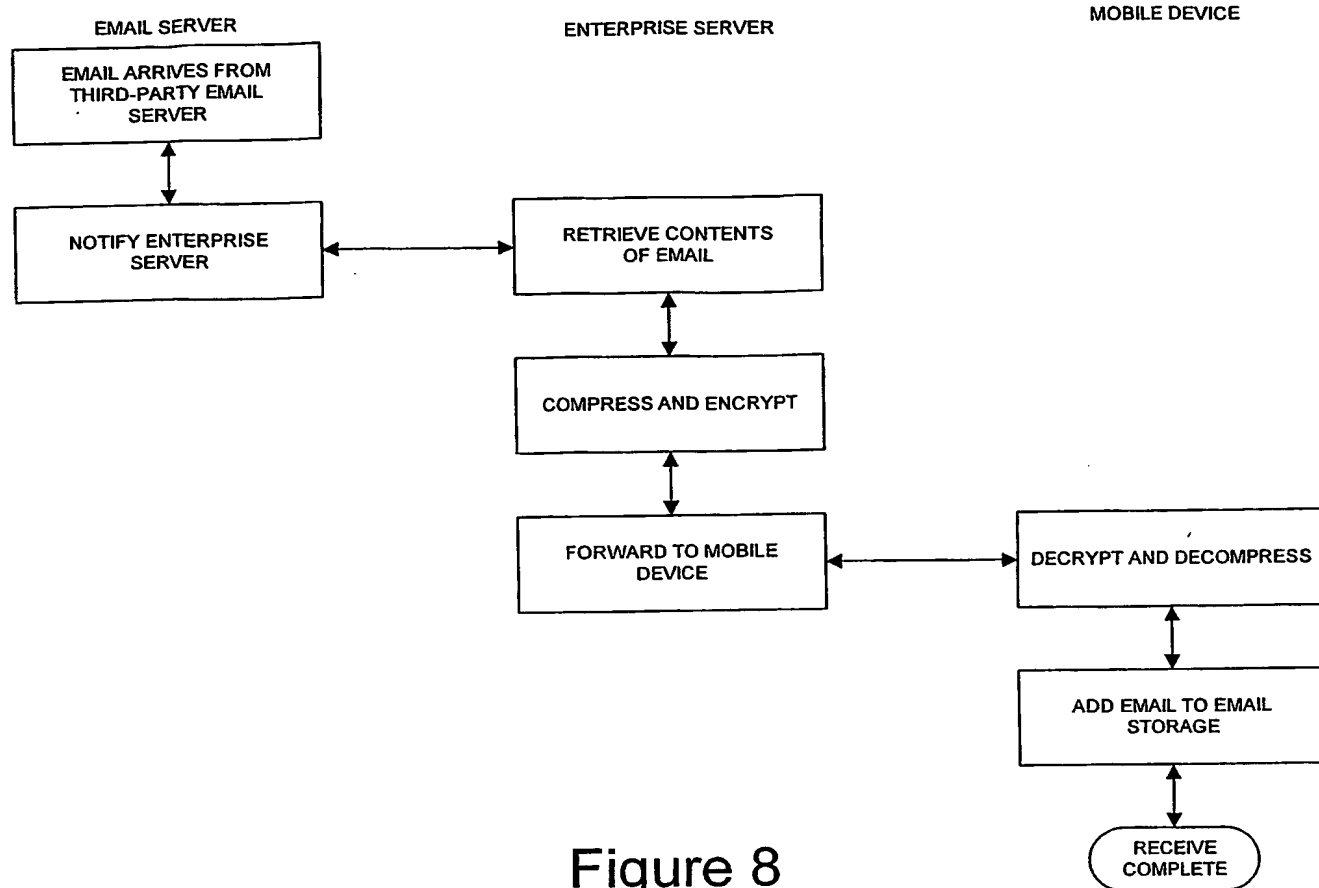 EMAIL SERVER
ENTERPRISE SERVER
MOBILE DEVICE
EMAIL ARRIVES FROM
THIRD-PARTY EMAIL
SERVER
NOTIFY ENTERPRISE
SERVER
RETRIEVE CONTENTS
OF EMAIL
COMPRESS AND ENCRYPT
FORWARD TO MOBILE
DEVICE
DECRYPT AND DECOMPRESS
ADD EMAIL TO EMAIL
STORAGE
RECEIVE
COMPLETE
Figure 8